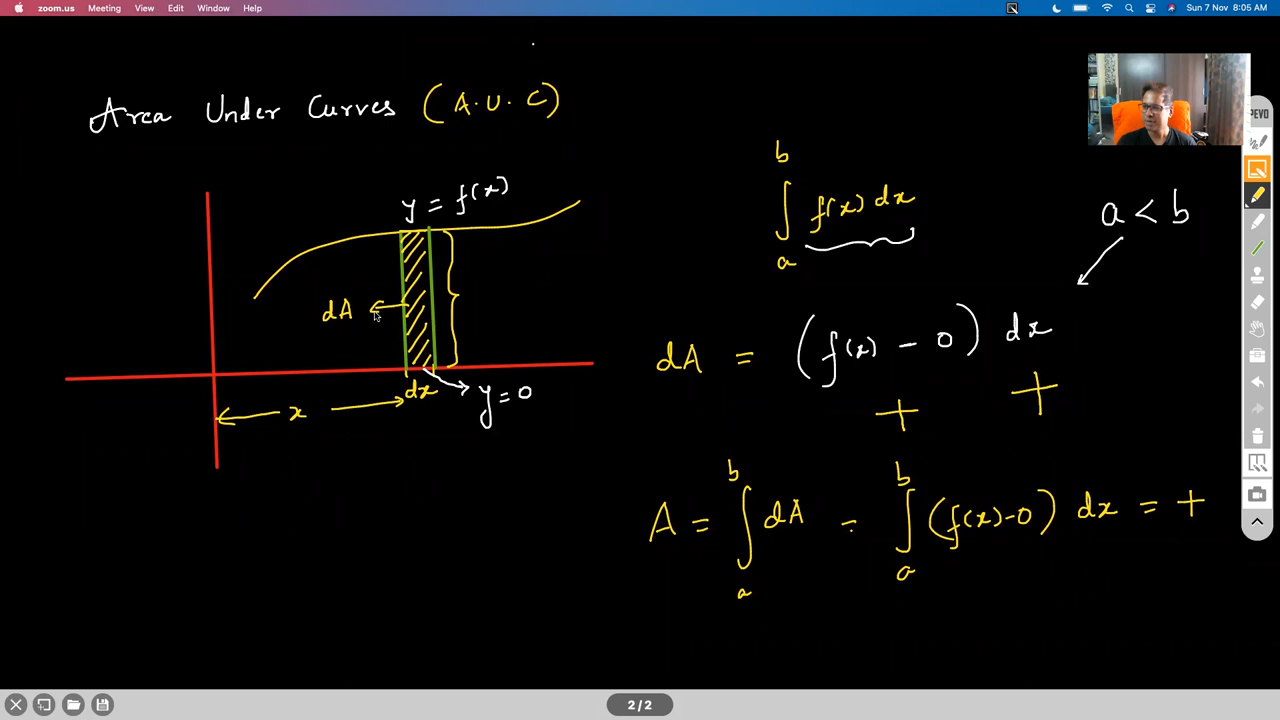 zoom.us Meeting View Edit Window Help Sun 7 Nov 8:05 AM
Area Under Curves (A.U.C)
y = f(x)
dA
dx
x
y = 0
b
∫ f(x) dx
a
a < b
dA = (f(x) - 0) dx
+ +
b b
A = ∫ dA = ∫ (f(x)-0) dx = +
a a
PEVO
2/2